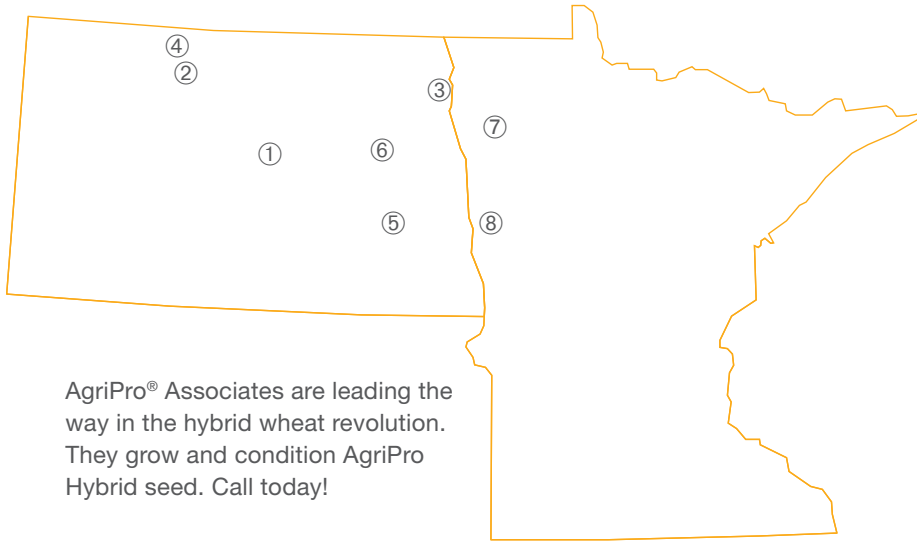 ④
②
③
⑦
⑥
①
⑤
⑧
AgriPro® Associates are leading the
way in the hybrid wheat revolution.
They grow and condition AgriPro
Hybrid seed. Call today!